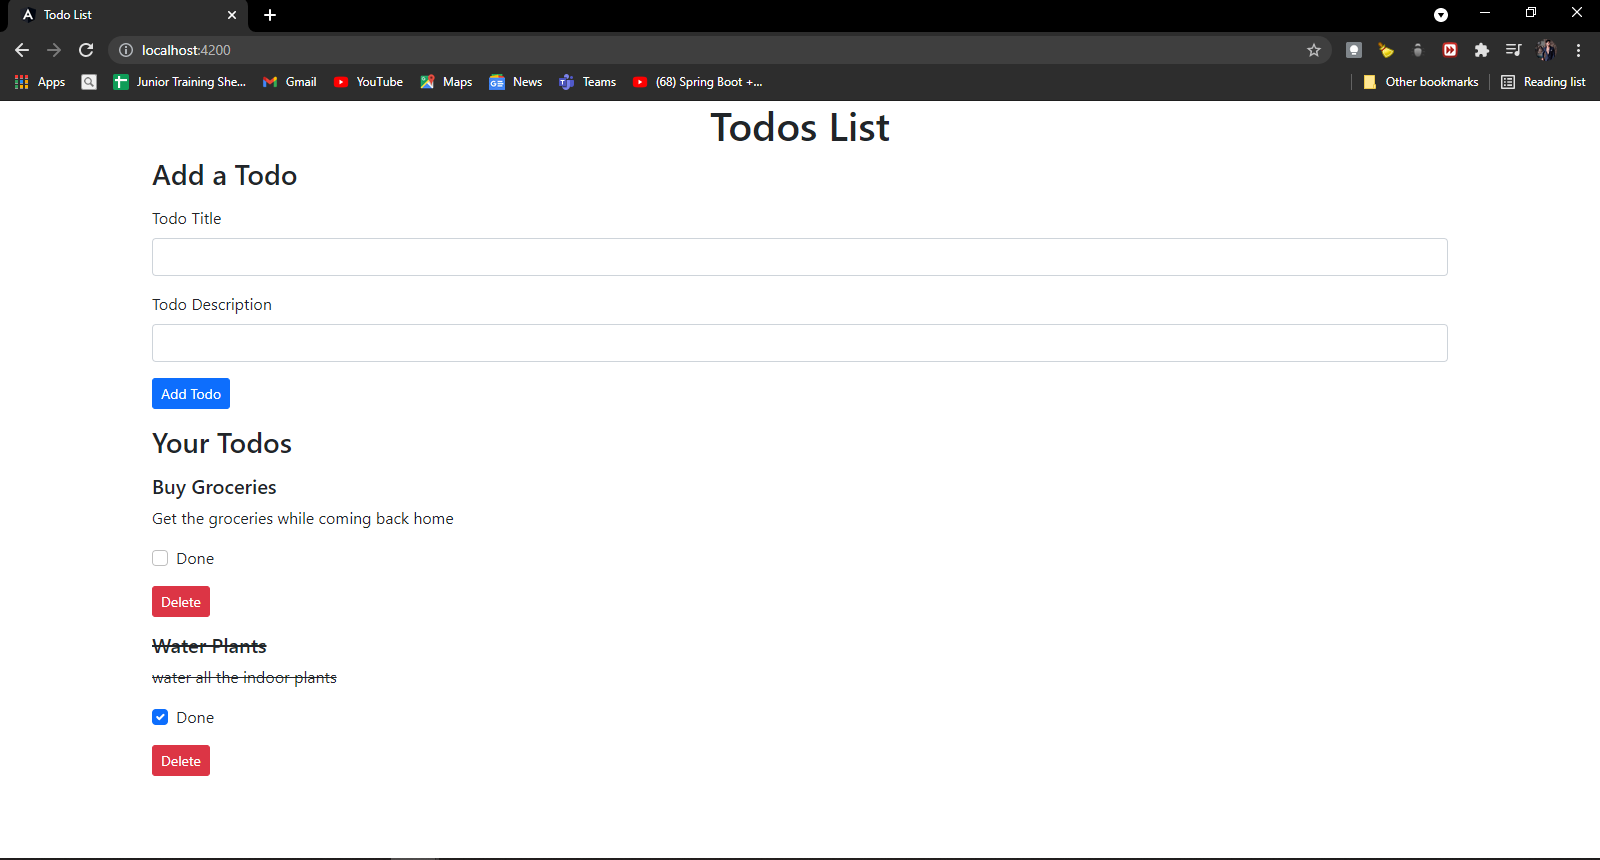 Todo List
localhost:4200
Apps
Junior Training She...
Gmail
YouTube
Maps
News
Teams
(68) Spring Boot +...
Other bookmarks
Reading list
Todos List
Add a Todo
Todo Title
Todo Description
Add Todo
Your Todos
Buy Groceries
Get the groceries while coming back home
Done
Delete
Water Plants
water all the indoor plants
Done
Delete